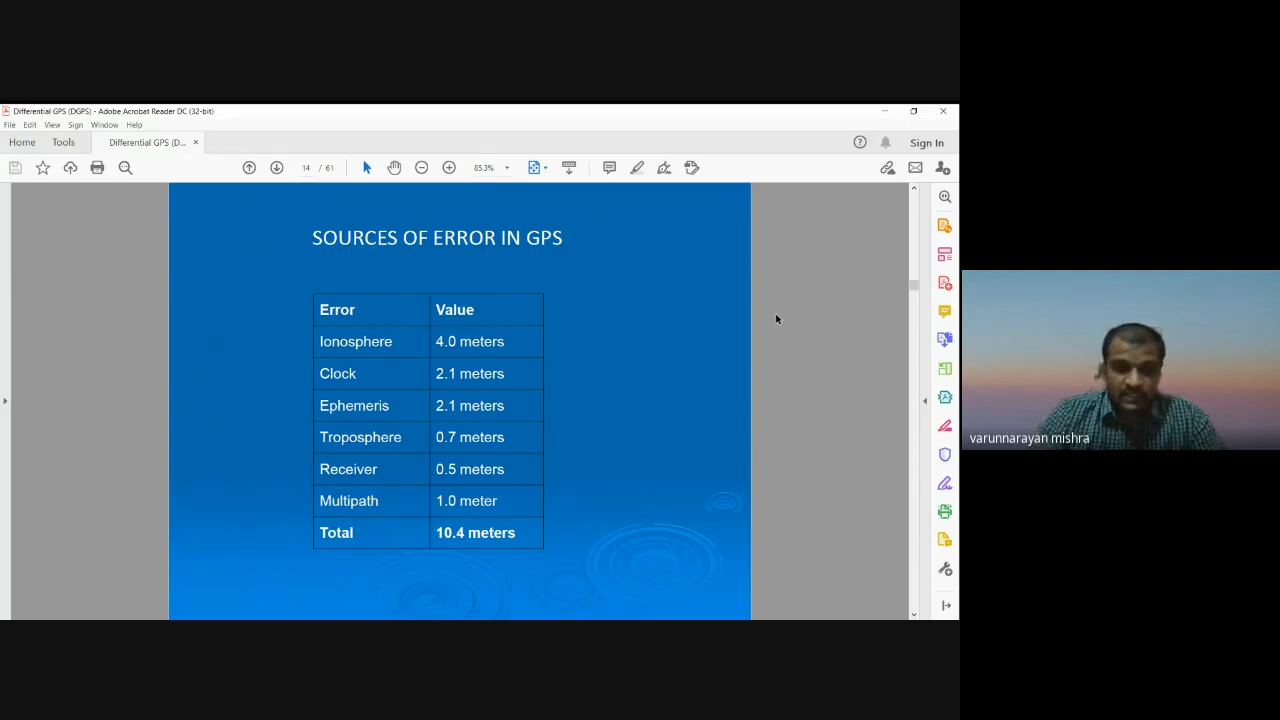 Differential GPS (DGPS) - Adobe Acrobat Reader DC (32-bit)
File Edit View Sign Window Help
Home Tools Differential GPS (D... × Sign In
14 / 61 85.3%
SOURCES OF ERROR IN GPS
Error Value
Ionosphere 4.0 meters
Clock 2.1 meters
Ephemeris 2.1 meters
Troposphere 0.7 meters
Receiver 0.5 meters
Multipath 1.0 meter
Total 10.4 meters
varunnarayan mishra